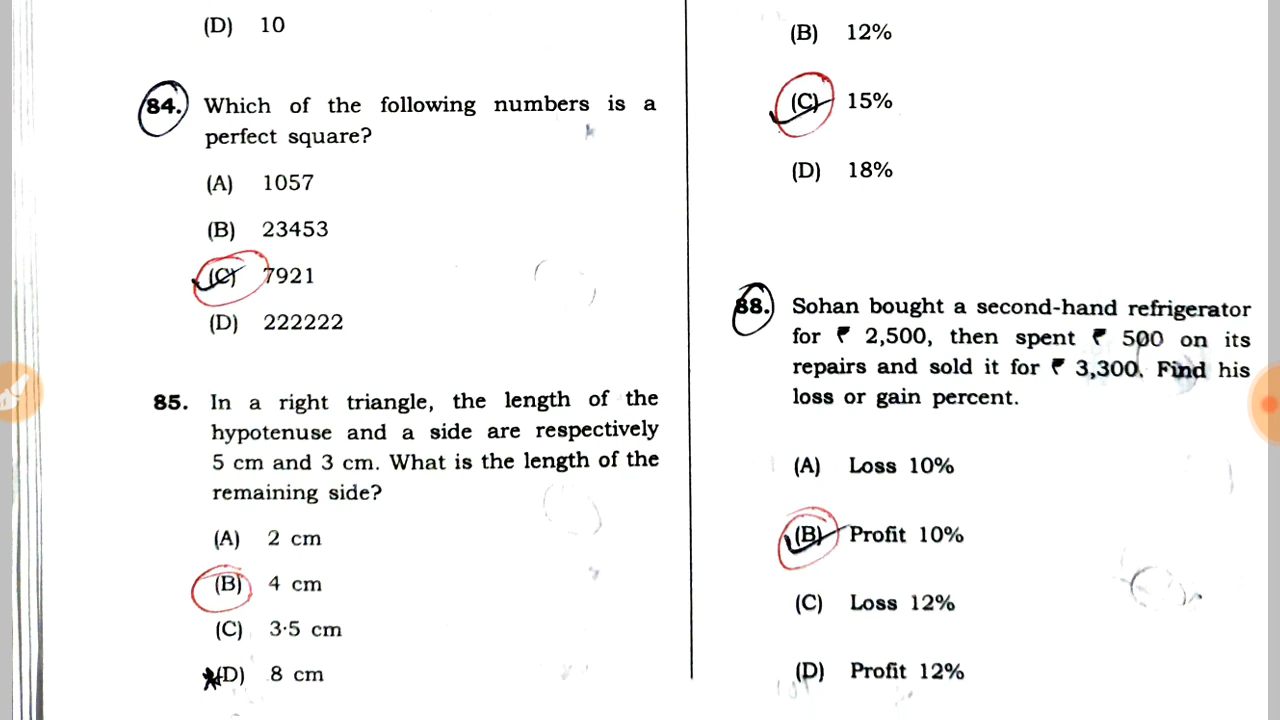 (D) 10
84. Which of the following numbers is a
perfect square?
(A) 1057
(B) 23453
(C) 7921
(D) 222222
85. In a right triangle, the length of the
hypotenuse and a side are respectively
5 cm and 3 cm. What is the length of the
remaining side?
(A) 2 cm
(B) 4 cm
(C) 3·5 cm
(D) 8 cm
(B) 12%
(C) 15%
(D) 18%
88. Sohan bought a second-hand refrigerator
for ₹ 2,500, then spent ₹ 500 on its
repairs and sold it for ₹ 3,300. Find his
loss or gain percent.
(A) Loss 10%
(B) Profit 10%
(C) Loss 12%
(D) Profit 12%